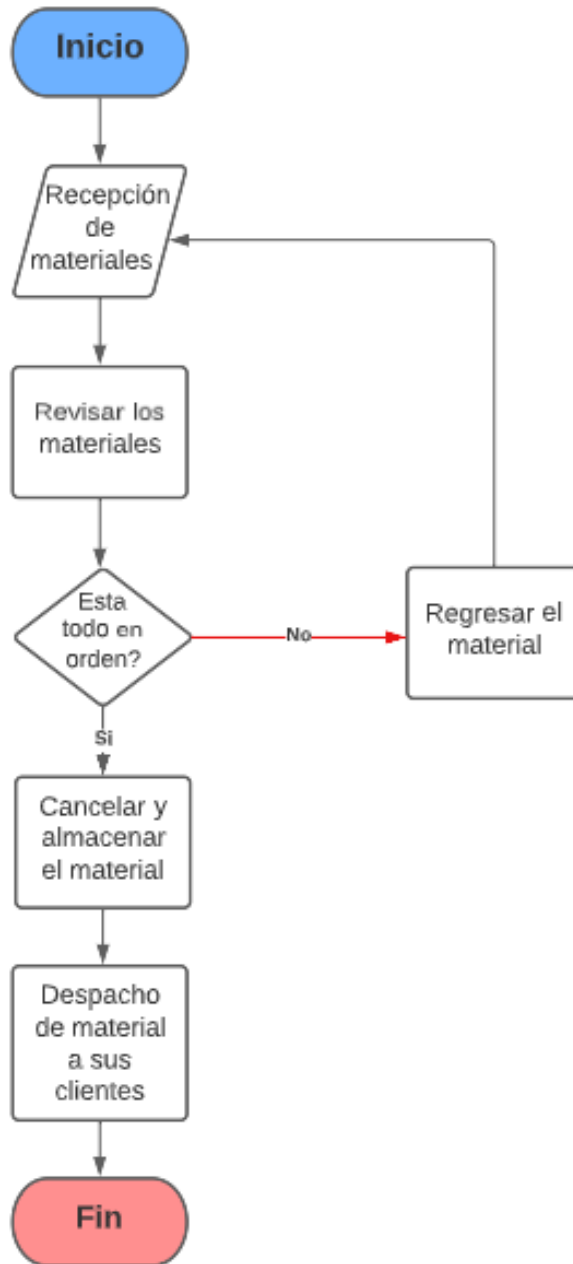 Inicio
Recepción
de
materiales
Revisar los
materiales
Esta
todo en
orden?
No
Regresar el
material
Si
Cancelar y
almacenar
el material
Despacho
de material
a sus
clientes
Fin